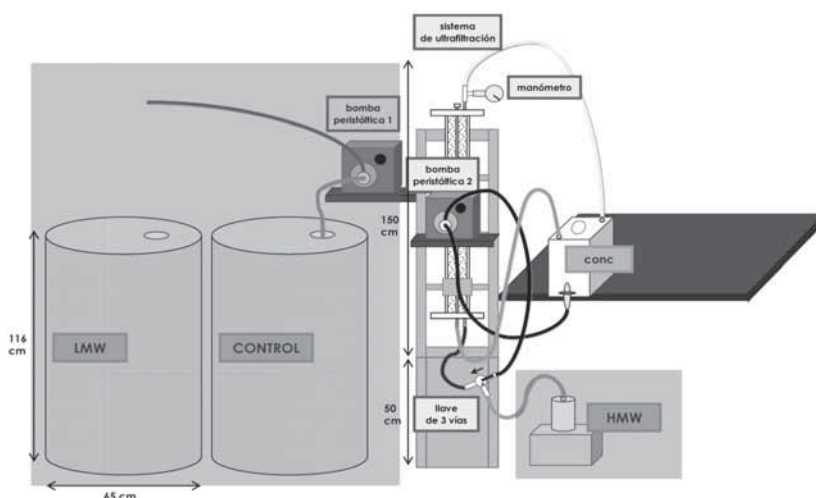 sistema
de ultrafiltración
manómetro
bomba
peristáltica 1
bomba
peristáltica 2
150
cm
conc
116
cm
LMW
CONTROL
50
cm
llave
de 3 vías
HMW
65 cm